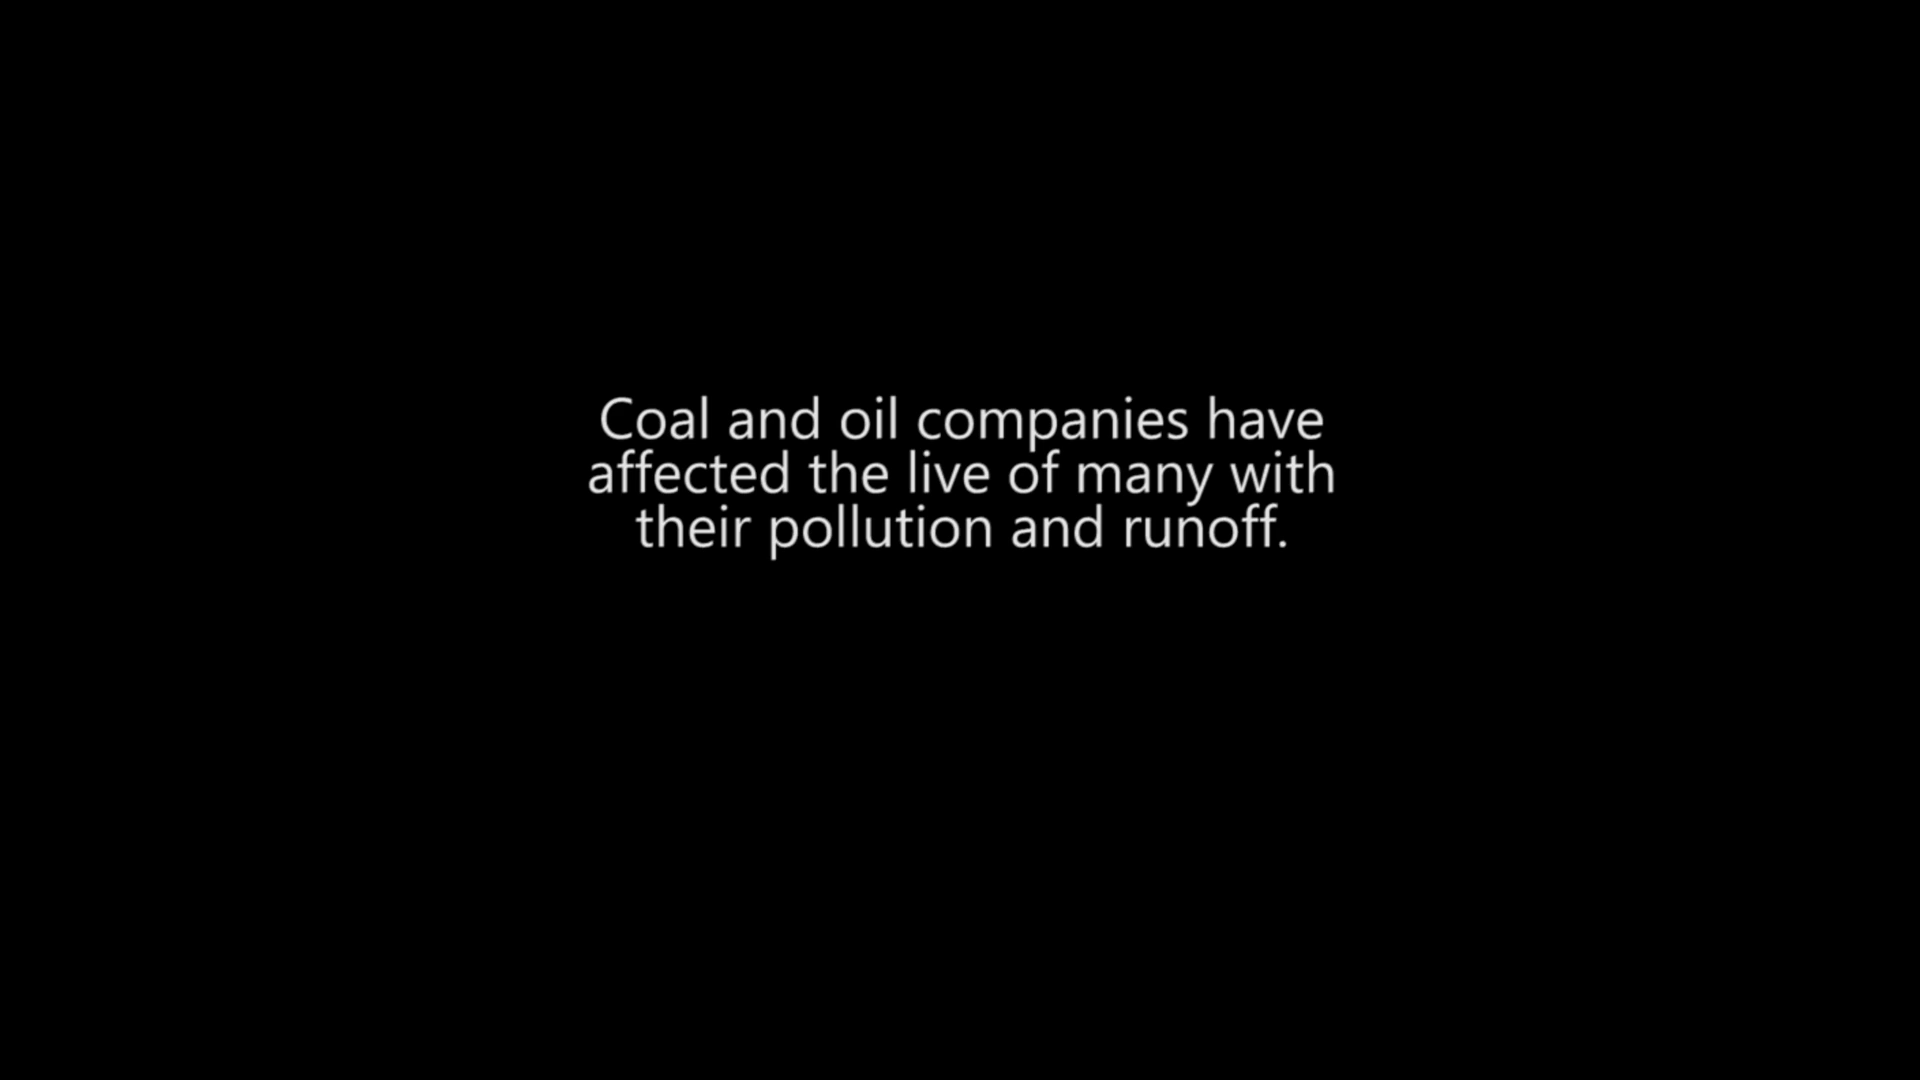 Coal and oil companies have
affected the live of many with
their pollution and runoff.